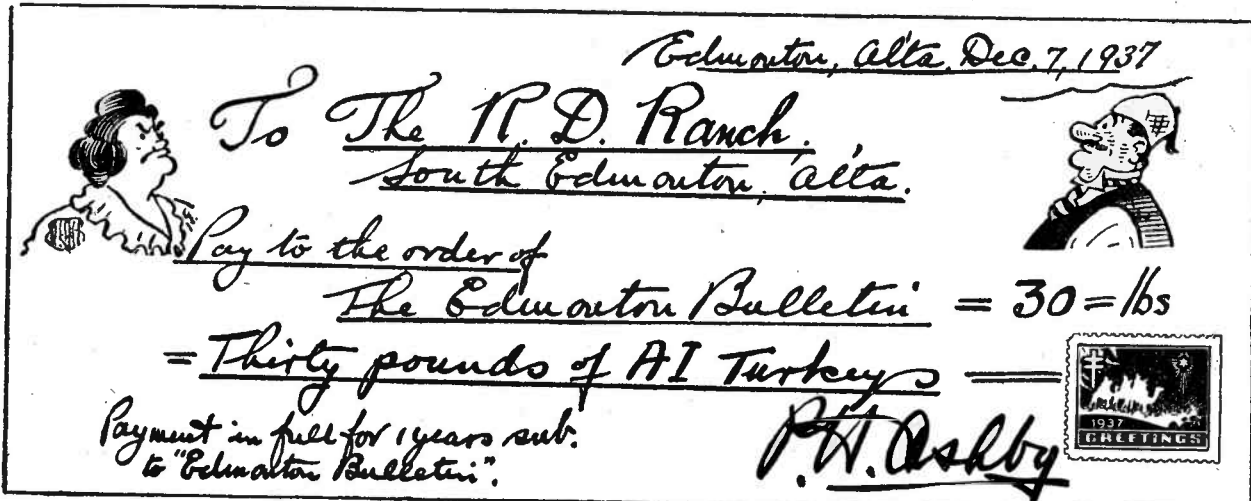 Edmonton, Alta. Dec. 7, 1937
To The R. D. Ranch.
South Edmonton, Alta.
Pay to the order of
The Edmonton Bulletin = 30 = lbs
= Thirty pounds of A1 Turkeys
Payment in full for 1 years sub.
to "Edmonton Bulletin".
P.W. Ashby
1937
GREETINGS